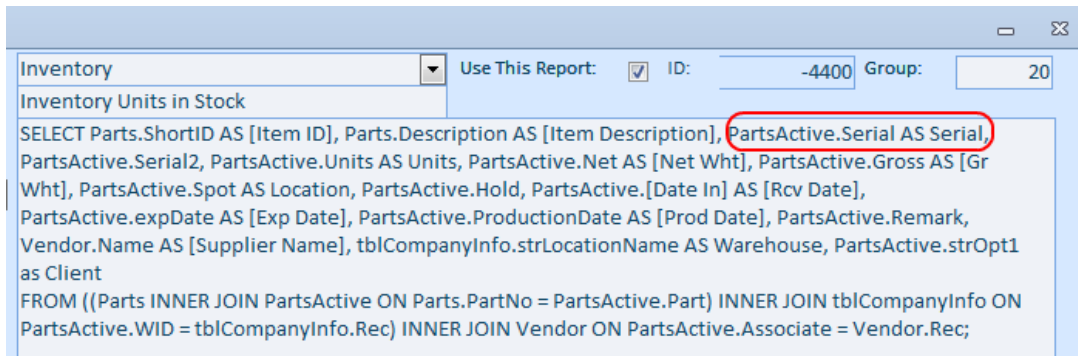 Inventory Use This Report: ID: -4400 Group: 20
Inventory Units in Stock
SELECT Parts.ShortID AS [Item ID], Parts.Description AS [Item Description], PartsActive.Serial AS Serial,
PartsActive.Serial2, PartsActive.Units AS Units, PartsActive.Net AS [Net Wht], PartsActive.Gross AS [Gr
Wht], PartsActive.Spot AS Location, PartsActive.Hold, PartsActive.[Date In] AS [Rcv Date],
PartsActive.expDate AS [Exp Date], PartsActive.ProductionDate AS [Prod Date], PartsActive.Remark,
Vendor.Name AS [Supplier Name], tblCompanyInfo.strLocationName AS Warehouse, PartsActive.strOpt1
as Client
FROM ((Parts INNER JOIN PartsActive ON Parts.PartNo = PartsActive.Part) INNER JOIN tblCompanyInfo ON
PartsActive.WID = tblCompanyInfo.Rec) INNER JOIN Vendor ON PartsActive.Associate = Vendor.Rec;